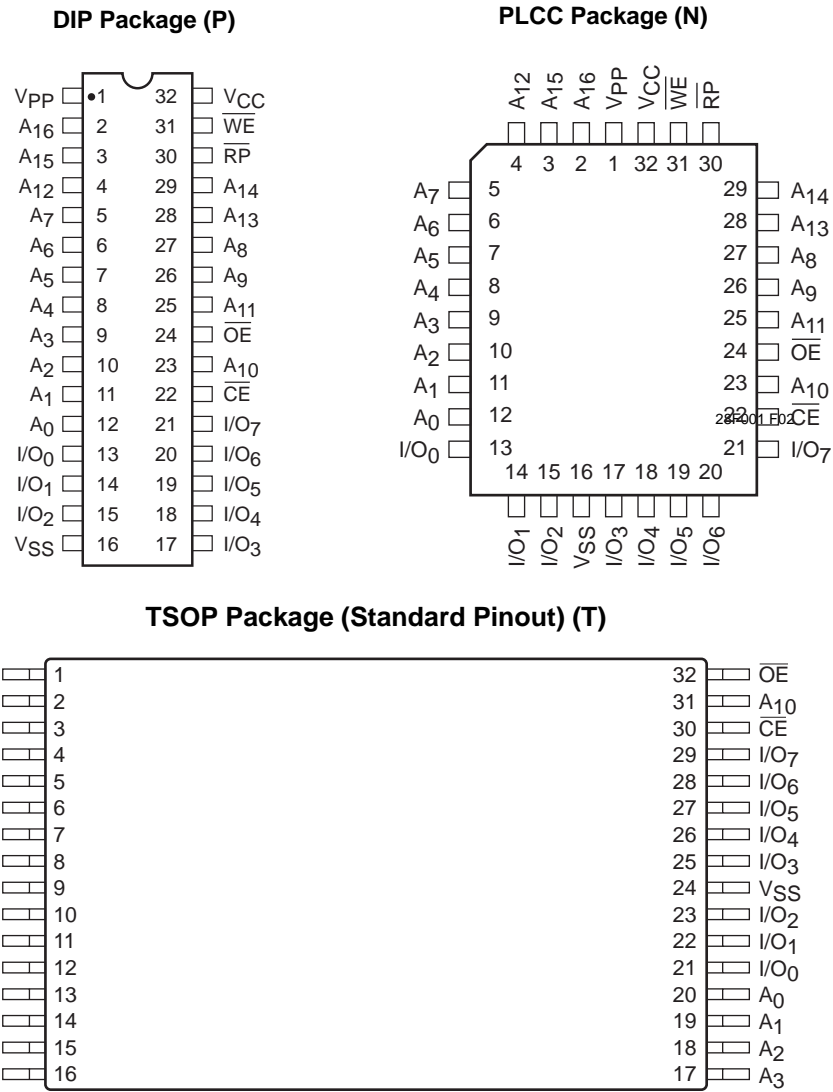 DIP Package (P)
PLCC Package (N)
VPP 1 32 VCC
A16 2 31 WE
A15 3 30 RP
A12 4 29 A14
A7 5 28 A13
A6 6 27 A8
A5 7 26 A9
A4 8 25 A11
A3 9 24 OE
A2 10 23 A10
A1 11 22 CE
A0 12 21 I/O7
I/O0 13 20 I/O6
I/O1 14 19 I/O5
I/O2 15 18 I/O4
VSS 16 17 I/O3
A12 A15 A16 VPP VCC WE RP
4 3 2 1 32 31 30
A7 5 29 A14
A6 6 28 A13
A5 7 27 A8
A4 8 26 A9
A3 9 25 A11
A2 10 24 OE
A1 11 23 A10
A0 12 22 CE
28F001 F02
I/O0 13 21 I/O7
14 15 16 17 18 19 20
I/O1 I/O2 VSS I/O3 I/O4 I/O5 I/O6
TSOP Package (Standard Pinout) (T)
1 32 OE
2 31 A10
3 30 CE
4 29 I/O7
5 28 I/O6
6 27 I/O5
7 26 I/O4
8 25 I/O3
9 24 VSS
10 23 I/O2
11 22 I/O1
12 21 I/O0
13 20 A0
14 19 A1
15 18 A2
16 17 A3